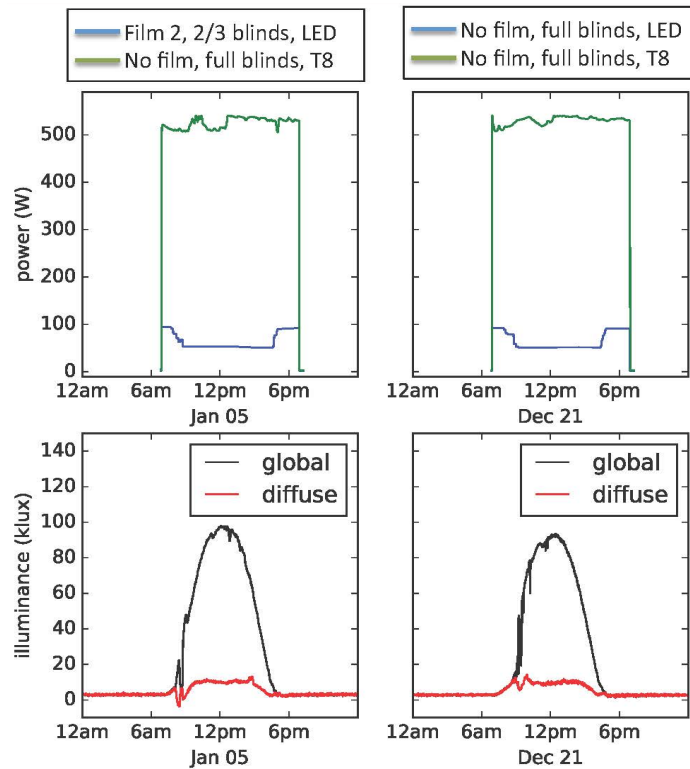 Film 2, 2/3 blinds, LED
No film, full blinds, T8
No film, full blinds, LED
No film, full blinds, T8
power (W)
500
400
300
200
100
0
12am 6am 12pm 6pm
Jan 05
12am 6am 12pm 6pm
Dec 21
illuminance (klux)
140
120
100
80
60
40
20
0
global
diffuse
global
diffuse
12am 6am 12pm 6pm
Jan 05
12am 6am 12pm 6pm
Dec 21